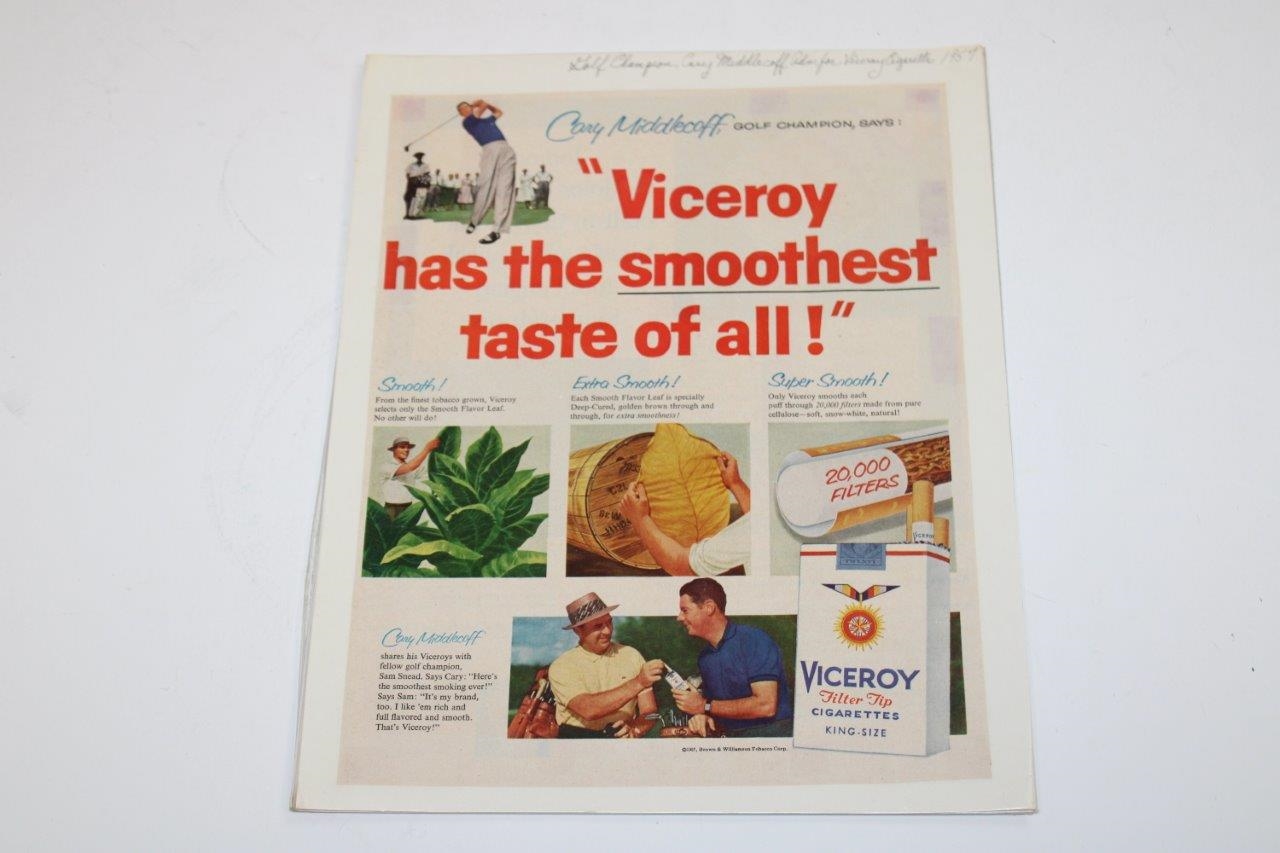 Golf Champion, Cary Middlecoff Adv. for Viceroy Cigarette 1957
Cary Middlecoff, GOLF CHAMPION, SAYS:
"Viceroy
has the smoothest
taste of all!"
Smooth!
From the finest tobacco grown, Viceroy
selects only the Smooth Flavor Leaf.
No other will do!
Extra Smooth!
Each Smooth Flavor Leaf is specially
Deep-Cured, golden brown through and
through, for extra smoothness!
Super Smooth!
Only Viceroy smooths each
puff through 20,000 filters made from pure
cellulose—soft, snow-white, natural!
20,000
FILTERS
VICEROY
TWENTY
Cary Middlecoff
shares his Viceroys with
fellow golf champion,
Sam Snead. Says Cary: "Here's
the smoothest smoking ever!"
Says Sam: "It's my brand,
too. I like 'em rich and
full flavored and smooth.
That's Viceroy!"
VICEROY
Filter Tip
CIGARETTES
KING-SIZE
©1957, Brown & Williamson Tobacco Corp.